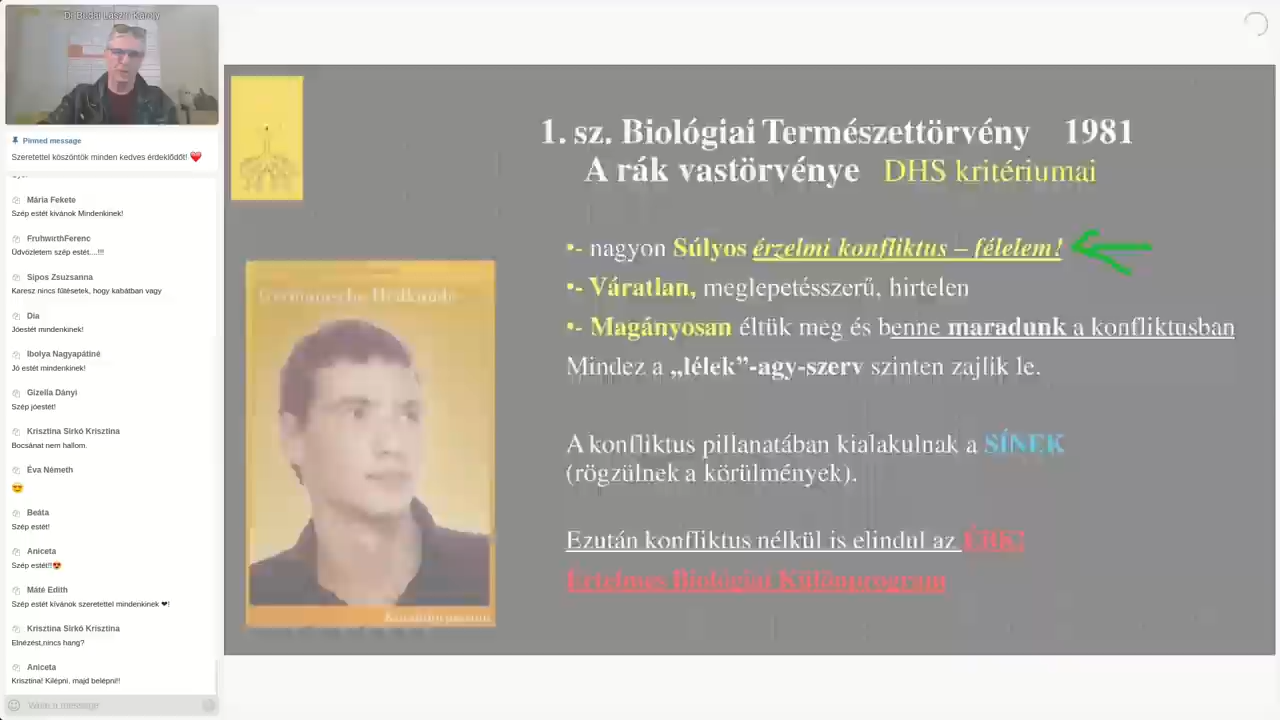 Dr Budai László Károly
Pinned message
Szeretettel köszöntök minden kedves érdeklődőt! ❤️
Mária Fekete
Szép estét kívánok Mindenkinek!
FruhwirthFerenc
Üdvözletem szép estét....!!!
Sipos Zsuzsanna
Karesz nincs fűtésetek, hogy kabátban vagy
Dia
Jóestét mindenkinek!
Ibolya Nagyapátiné
Jó estét mindenkinek!
Gizella Dányi
Szép jóestét!
Krisztina Sirkó Krisztina
Bocsánat nem hallom.
Éva Németh
😎
Beáta
Szép estét!
Aniceta
Szép estét!!😍
Máté Edith
Szép estét kívánok szeretettel mindenkinek ❤!
Krisztina Sirkó Krisztina
Elnézést,nincs hang?
Aniceta
Krisztina! Kilépni. majd belépni!!
Write a message
1. sz. Biológiai Természettörvény 1981
A rák vastörvénye DHS kritériumai
•- nagyon Súlyos érzelmi konfliktus – félelem!
•- Váratlan, meglepetésszerű, hirtelen
•- Magányosan éltük meg és benne maradunk a konfliktusban
Mindez a „lélek”-agy-szerv szinten zajlik le.
A konfliktus pillanatában kialakulnak a SÍNEK
(rögzülnek a körülmények).
Ezután konfliktus nélkül is elindul az ÉBK!
Értelmes Biológiai Különprogram
Germanische Heilkunde